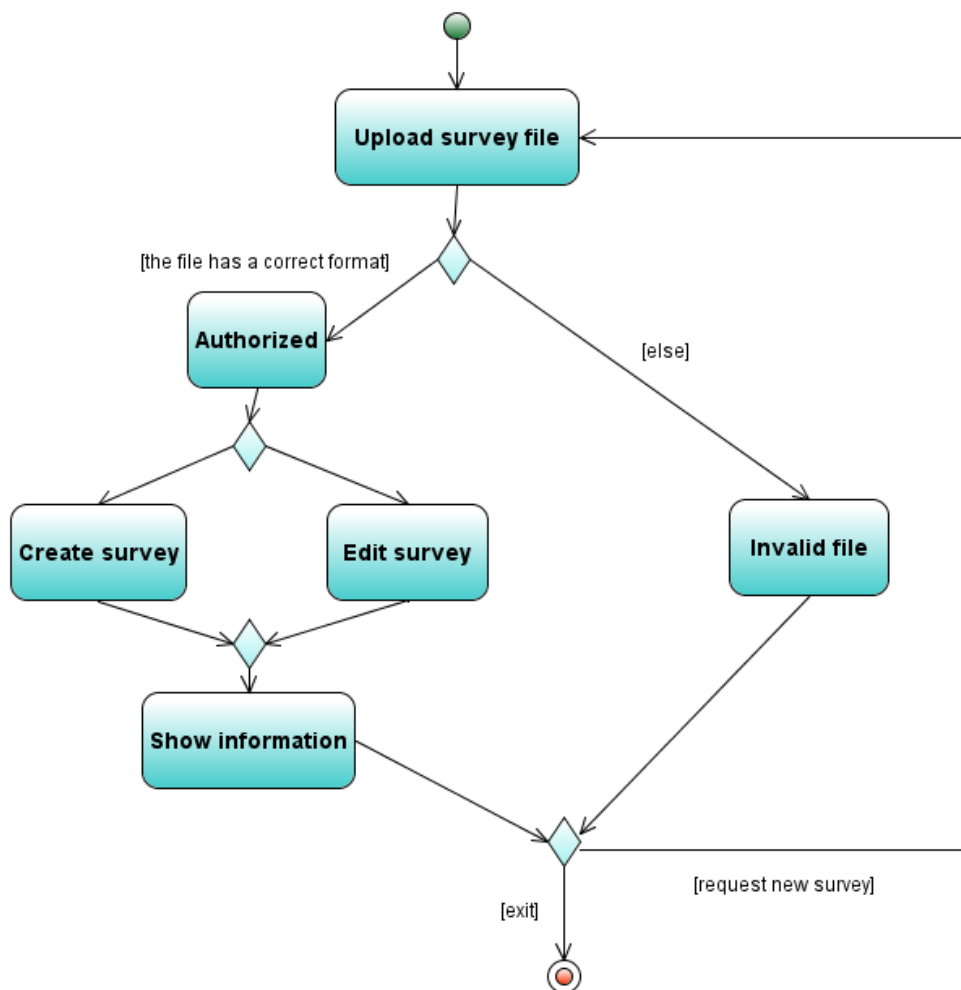 Upload survey file
[the file has a correct format]
Authorized
[else]
Create survey
Edit survey
Invalid file
Show information
[request new survey]
[exit]